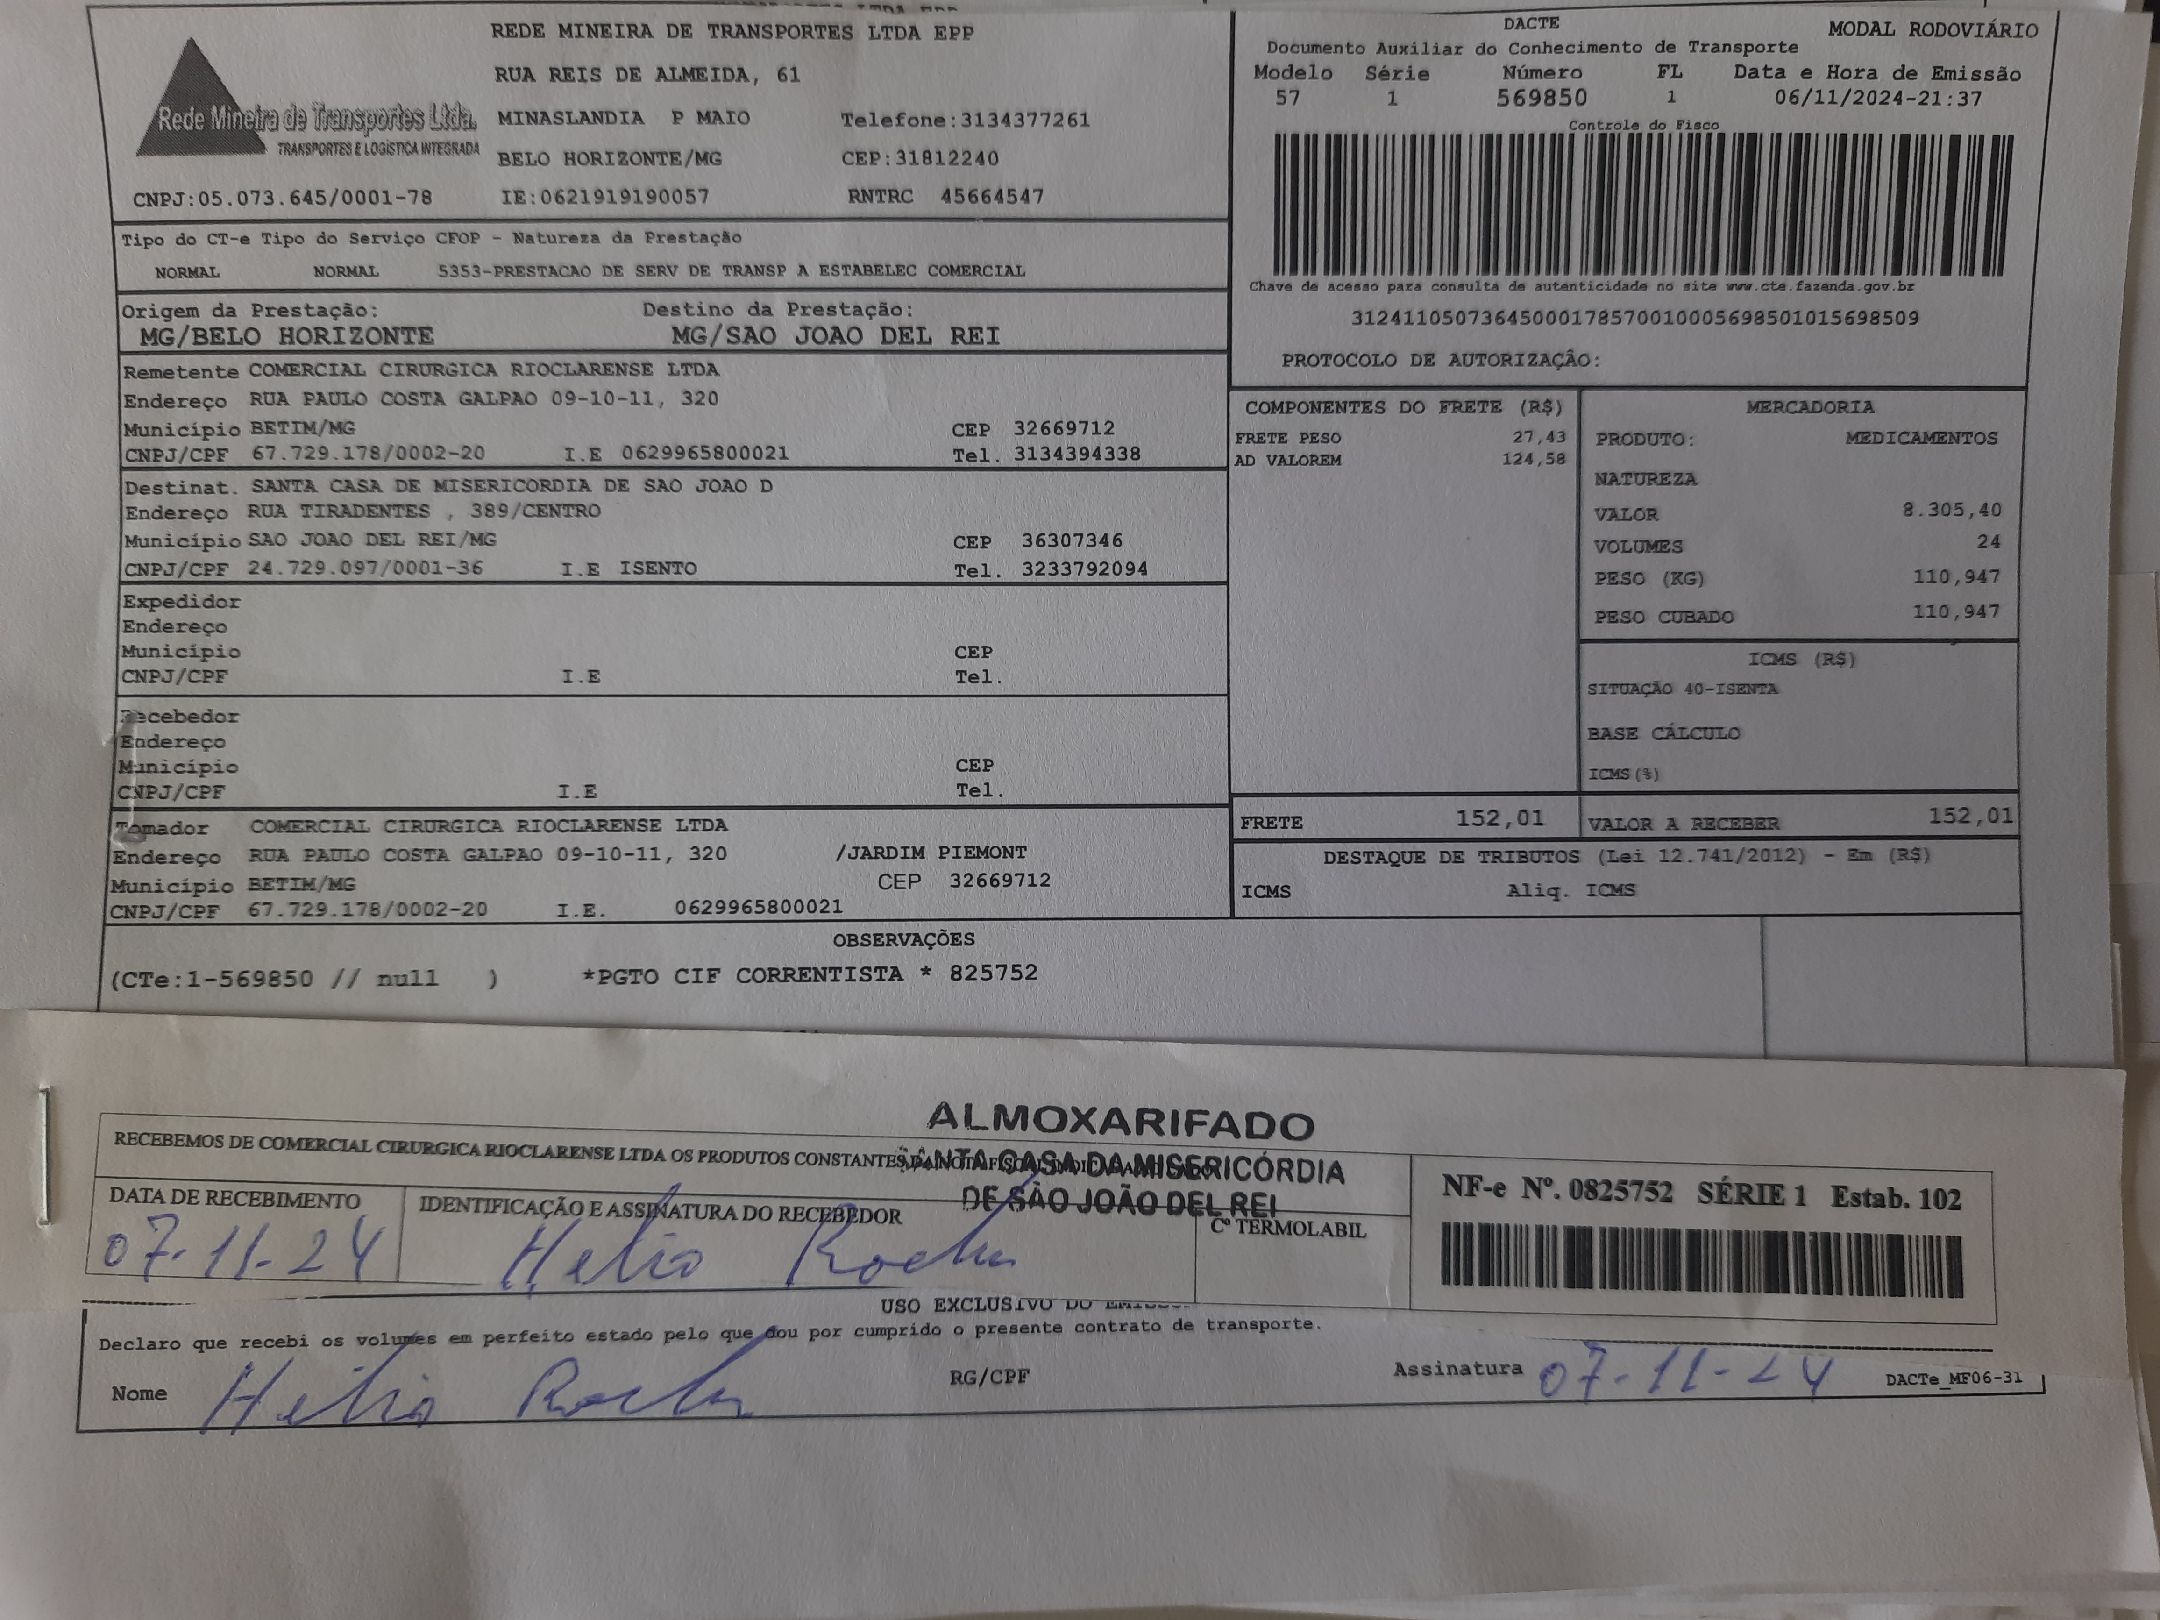 REDE MINEIRA DE TRANSPORTES LTDA EPP
RUA REIS DE ALMEIDA, 61
MINASLANDIA P MAIO Telefone:3134377261
BELO HORIZONTE/MG CEP:31812240
Rede Mineira de Transportes Ltda.
TRANSPORTES E LOGÍSTICA INTEGRADA
CNPJ:05.073.645/0001-78 IE:0621919190057 RNTRC 45664547
DACTE MODAL RODOVIÁRIO
Documento Auxiliar do Conhecimento de Transporte
Modelo Série Número FL Data e Hora de Emissão
57 1 569850 1 06/11/2024-21:37
Controle do Fisco
Chave de acesso para consulta de autenticidade no site www.cte.fazenda.gov.br
31241105073645000178570010005698501015698509
PROTOCOLO DE AUTORIZAÇÃO:
Tipo do CT-e Tipo do Serviço CFOP - Natureza da Prestação
NORMAL NORMAL 5353-PRESTACAO DE SERV DE TRANSP A ESTABELEC COMERCIAL
Origem da Prestação: Destino da Prestação:
MG/BELO HORIZONTE MG/SAO JOAO DEL REI
Remetente COMERCIAL CIRURGICA RIOCLARENSE LTDA
Endereço RUA PAULO COSTA GALPAO 09-10-11, 320
Município BETIM/MG CEP 32669712
CNPJ/CPF 67.729.178/0002-20 I.E 0629965800021 Tel. 3134394338
Destinat. SANTA CASA DE MISERICORDIA DE SAO JOAO D
Endereço RUA TIRADENTES , 389/CENTRO
Município SAO JOAO DEL REI/MG CEP 36307346
CNPJ/CPF 24.729.097/0001-36 I.E ISENTO Tel. 3233792094
Expedidor
Endereço
Município CEP
CNPJ/CPF I.E Tel.
Recebedor
Endereço
Município CEP
CNPJ/CPF I.E Tel.
Tomador COMERCIAL CIRURGICA RIOCLARENSE LTDA
Endereço RUA PAULO COSTA GALPAO 09-10-11, 320 /JARDIM PIEMONT
Município BETIM/MG CEP 32669712
CNPJ/CPF 67.729.178/0002-20 I.E. 0629965800021
COMPONENTES DO FRETE (R$)
FRETE PESO 27,43
AD VALOREM 124,58
MERCADORIA
PRODUTO: MEDICAMENTOS
NATUREZA
VALOR 8.305,40
VOLUMES 24
PESO (KG) 110,947
PESO CUBADO 110,947
ICMS (R$)
SITUAÇÃO 40-ISENTA
BASE CÁLCULO
ICMS(%)
FRETE 152,01 VALOR A RECEBER 152,01
DESTAQUE DE TRIBUTOS (Lei 12.741/2012) - Em (R$)
ICMS Aliq. ICMS
OBSERVAÇÕES
(CTe:1-569850 // null ) *PGTO CIF CORRENTISTA * 825752
ALMOXARIFADO
SANTA CASA DA MISERICÓRDIA
DE SÃO JOÃO DEL REI
RECEBEMOS DE COMERCIAL CIRURGICA RIOCLARENSE LTDA OS PRODUTOS CONSTANTES
DATA DE RECEBIMENTO IDENTIFICAÇÃO E ASSINATURA DO RECEBEDOR Cº TERMOLABIL
07-11-24 Helio Rocha
NF-e Nº. 0825752 SÉRIE 1 Estab. 102
USO EXCLUSIVO DO
Declaro que recebi os volumes em perfeito estado pelo que dou por cumprido o presente contrato de transporte.
Nome Helio Rocha RG/CPF Assinatura 07-11-24 DACTe_MF06-31